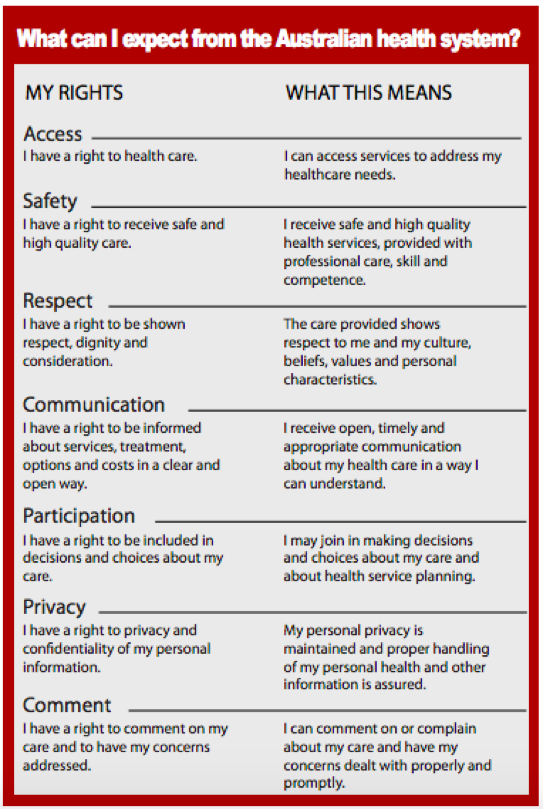 What can I expect from the Australian health system?
MY RIGHTS
WHAT THIS MEANS
Access
I have a right to health care.
I can access services to address my
healthcare needs.
Safety
I have a right to receive safe and
high quality care.
I receive safe and high quality
health services, provided with
professional care, skill and
competence.
Respect
I have a right to be shown
respect, dignity and
consideration.
The care provided shows
respect to me and my culture,
beliefs, values and personal
characteristics.
Communication
I have a right to be informed
about services, treatment,
options and costs in a clear and
open way.
I receive open, timely and
appropriate communication
about my health care in a way I
can understand.
Participation
I have a right to be included in
decisions and choices about my
care.
I may join in making decisions
and choices about my care and
about health service planning.
Privacy
I have a right to privacy and
confidentiality of my personal
information.
My personal privacy is
maintained and proper handling
of my personal health and other
information is assured.
Comment
I have a right to comment on my
care and to have my concerns
addressed.
I can comment on or complain
about my care and have my
concerns dealt with properly and
promptly.